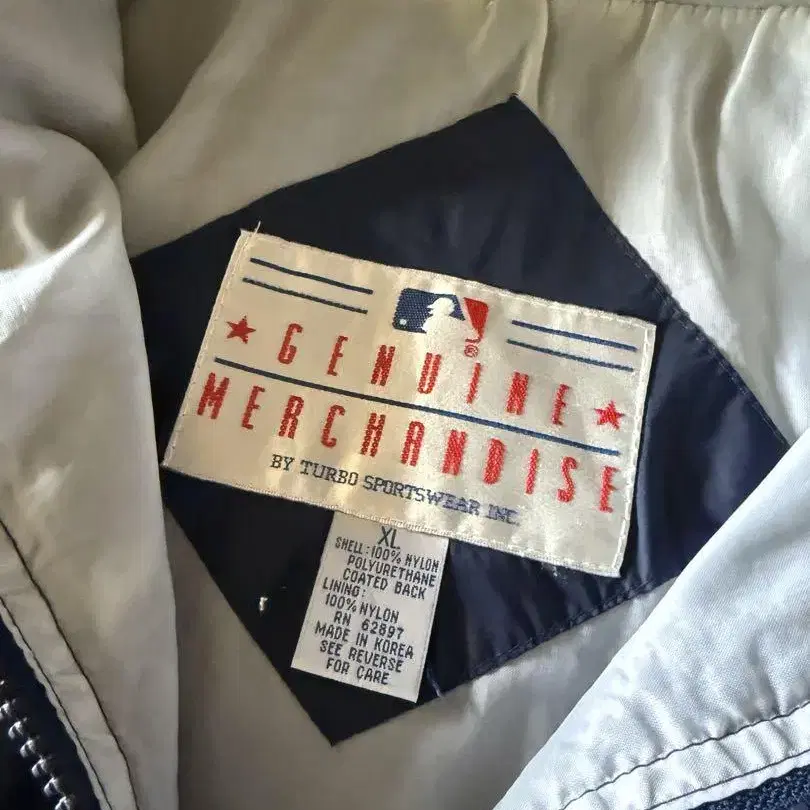 GENUINE
MERCHANDISE
BY TURBO SPORTSWEAR INC.
XL
SHELL:100% NYLON
POLYURETHANE
COATED BACK
LINING:
100% NYLON
RN 62897
MADE IN KOREA
SEE REVERSE
FOR CARE